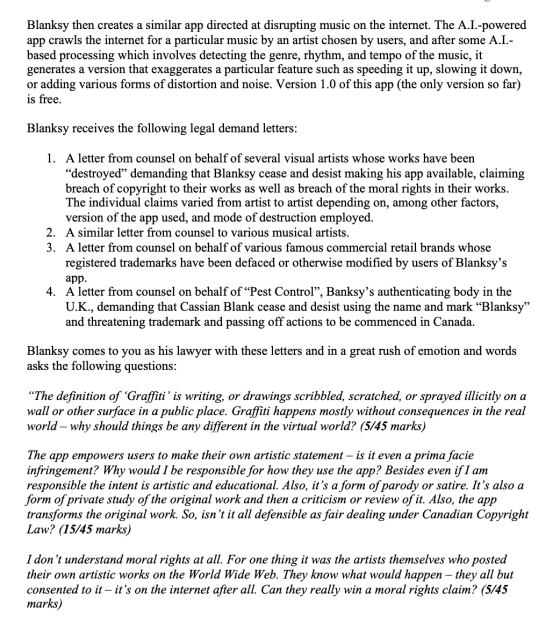 Blanksy then creates a similar app directed at disrupting music on the internet. The A.I.-powered
app crawls the internet for a particular music by an artist chosen by users, and after some A.I.-
based processing which involves detecting the genre, rhythm, and tempo of the music, it
generates a version that exaggerates a particular feature such as speeding it up, slowing it down,
or adding various forms of distortion and noise. Version 1.0 of this app (the only version so far)
is free.
Blanksy receives the following legal demand letters:
1. A letter from counsel on behalf of several visual artists whose works have been
“destroyed” demanding that Blanksy cease and desist making his app available, claiming
breach of copyright to their works as well as breach of the moral rights in their works.
The individual claims varied from artist to artist depending on, among other factors,
version of the app used, and mode of destruction employed.
2. A similar letter from counsel to various musical artists.
3. A letter from counsel on behalf of various famous commercial retail brands whose
registered trademarks have been defaced or otherwise modified by users of Blanksy’s
app.
4. A letter from counsel on behalf of “Pest Control”, Banksy’s authenticating body in the
U.K., demanding that Cassian Blank cease and desist using the name and mark “Blanksy”
and threatening trademark and passing off actions to be commenced in Canada.
Blanksy comes to you as his lawyer with these letters and in a great rush of emotion and words
asks the following questions:
“The definition of ‘Graffiti’ is writing, or drawings scribbled, scratched, or sprayed illicitly on a
wall or other surface in a public place. Graffiti happens mostly without consequences in the real
world – why should things be any different in the virtual world? (5/45 marks)
The app empowers users to make their own artistic statement – is it even a prima facie
infringement? Why would I be responsible for how they use the app? Besides even if I am
responsible the intent is artistic and educational. Also, it’s a form of parody or satire. It’s also a
form of private study of the original work and then a criticism or review of it. Also, the app
transforms the original work. So, isn’t it all defensible as fair dealing under Canadian Copyright
Law? (15/45 marks)
I don’t understand moral rights at all. For one thing it was the artists themselves who posted
their own artistic works on the World Wide Web. They know what would happen – they all but
consented to it – it’s on the internet after all. Can they really win a moral rights claim? (5/45
marks)